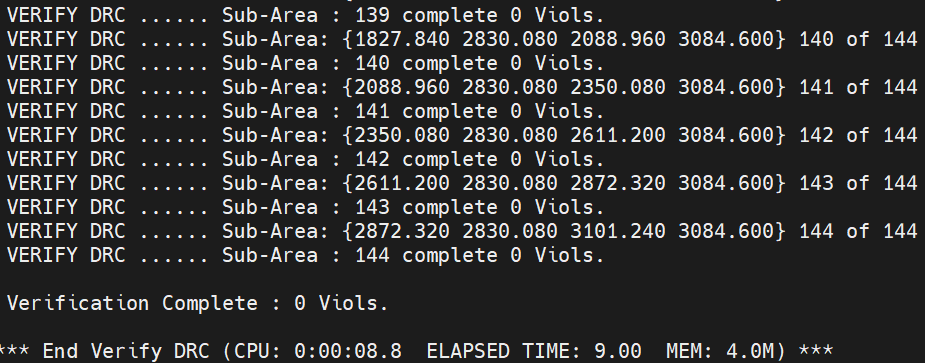 VERIFY DRC ...... Sub-Area : 139 complete 0 Viols.
VERIFY DRC ...... Sub-Area: {1827.840 2830.080 2088.960 3084.600} 140 of 144
VERIFY DRC ...... Sub-Area : 140 complete 0 Viols.
VERIFY DRC ...... Sub-Area: {2088.960 2830.080 2350.080 3084.600} 141 of 144
VERIFY DRC ...... Sub-Area : 141 complete 0 Viols.
VERIFY DRC ...... Sub-Area: {2350.080 2830.080 2611.200 3084.600} 142 of 144
VERIFY DRC ...... Sub-Area : 142 complete 0 Viols.
VERIFY DRC ...... Sub-Area: {2611.200 2830.080 2872.320 3084.600} 143 of 144
VERIFY DRC ...... Sub-Area : 143 complete 0 Viols.
VERIFY DRC ...... Sub-Area: {2872.320 2830.080 3101.240 3084.600} 144 of 144
VERIFY DRC ...... Sub-Area : 144 complete 0 Viols.
Verification Complete : 0 Viols.
*** End Verify DRC (CPU: 0:00:08.8  ELAPSED TIME: 9.00  MEM: 4.0M) ***